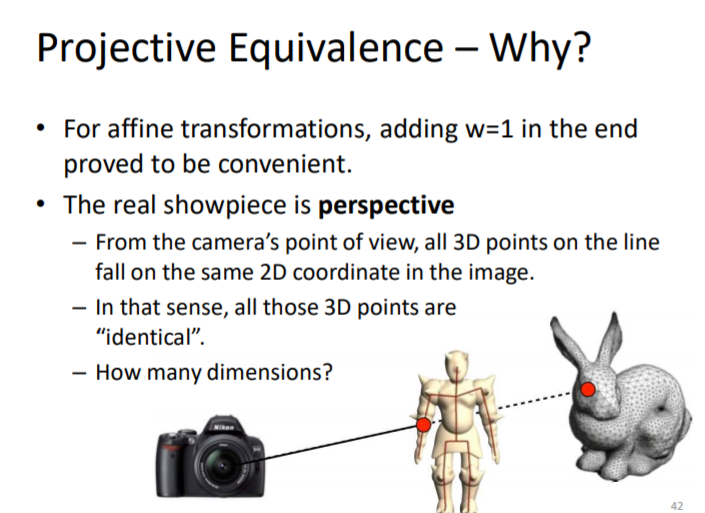 Projective Equivalence – Why?
• For affine transformations, adding w=1 in the end
proved to be convenient.
• The real showpiece is perspective
– From the camera’s point of view, all 3D points on the line
fall on the same 2D coordinate in the image.
– In that sense, all those 3D points are
“identical”.
– How many dimensions?
Nikon
42